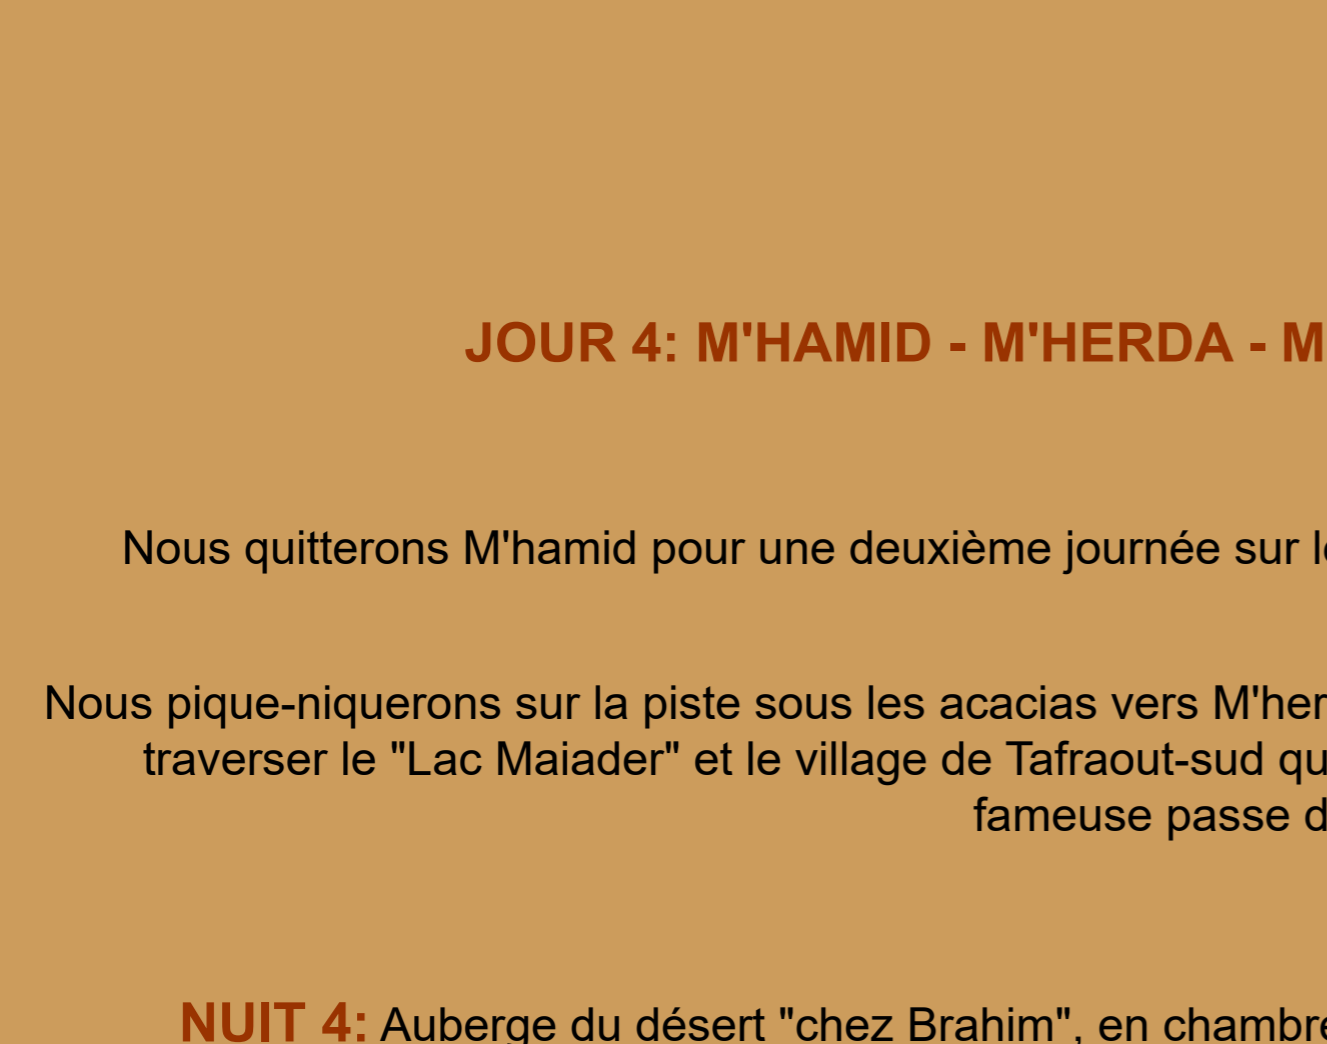 JOUR 4: M'HAMID - M'HERDA - M
Nous quitterons M'hamid pour une deuxième journée sur
Nous pique-niquerons sur la piste sous les acacias vers M'her
traverser le "Lac Maiader" et le village de Tafraout-sud qu
fameuse passe d
NUIT 4: Auberge du désert "chez Brahim", en chambre